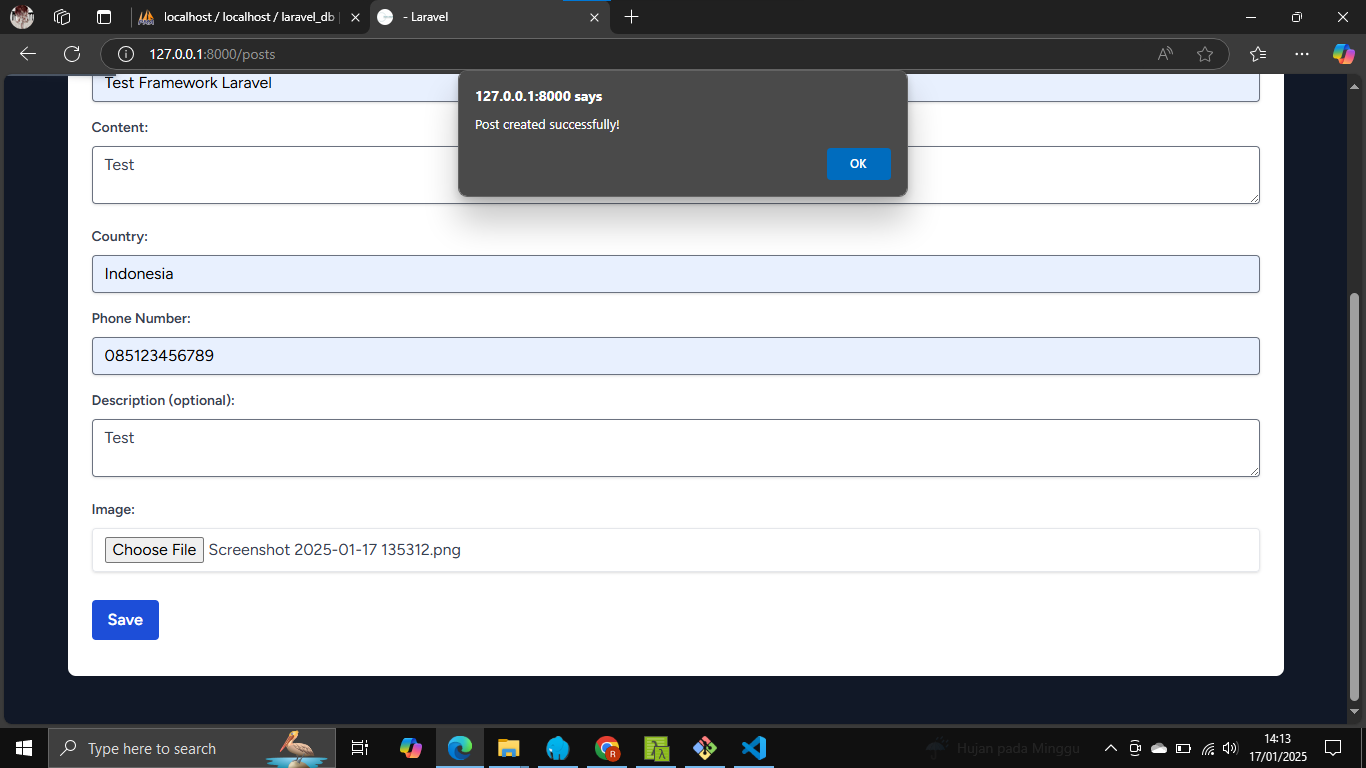 localhost / localhost / laravel_db
- Laravel
127.0.0.1:8000/posts
127.0.0.1:8000 says
Post created successfully!
OK
Test Framework Laravel
Content:
Test
Country:
Indonesia
Phone Number:
085123456789
Description (optional):
Test
Image:
Choose File Screenshot 2025-01-17 135312.png
Save
Type here to search
Hujan pada Minggu
14:13
17/01/2025